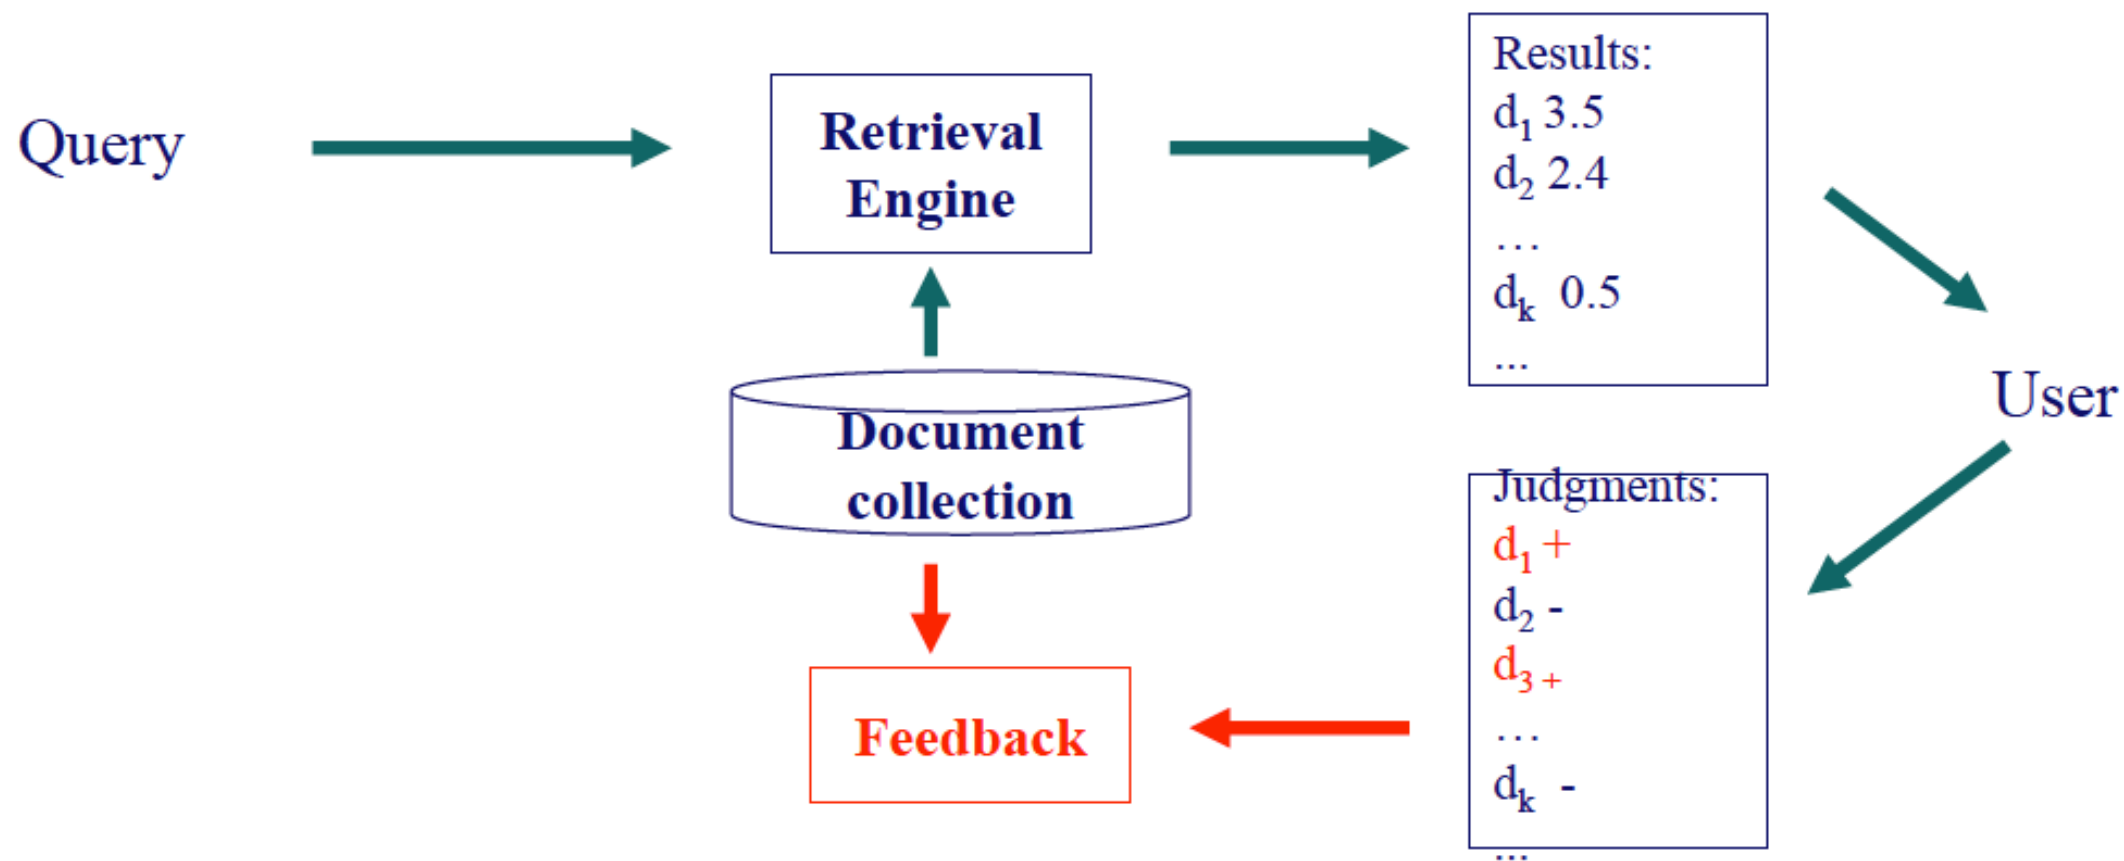 Query
Retrieval
Engine
Results:
d1 3.5
d2 2.4
…
dk 0.5
...
User
Document
collection
Judgments:
d1 +
d2 -
d3 +
…
dk -
...
Feedback